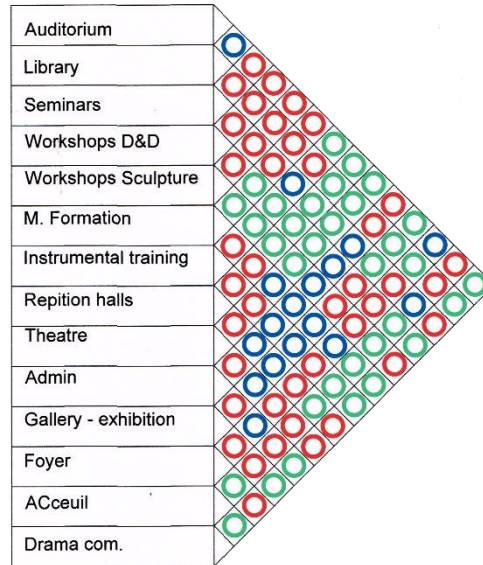 Auditorium
Library
Seminars
Workshops D&D
Workshops Sculpture
M. Formation
Instrumental training
Repition halls
Theatre
Admin
Gallery - exhibition
Foyer
ACceuil
Drama com.